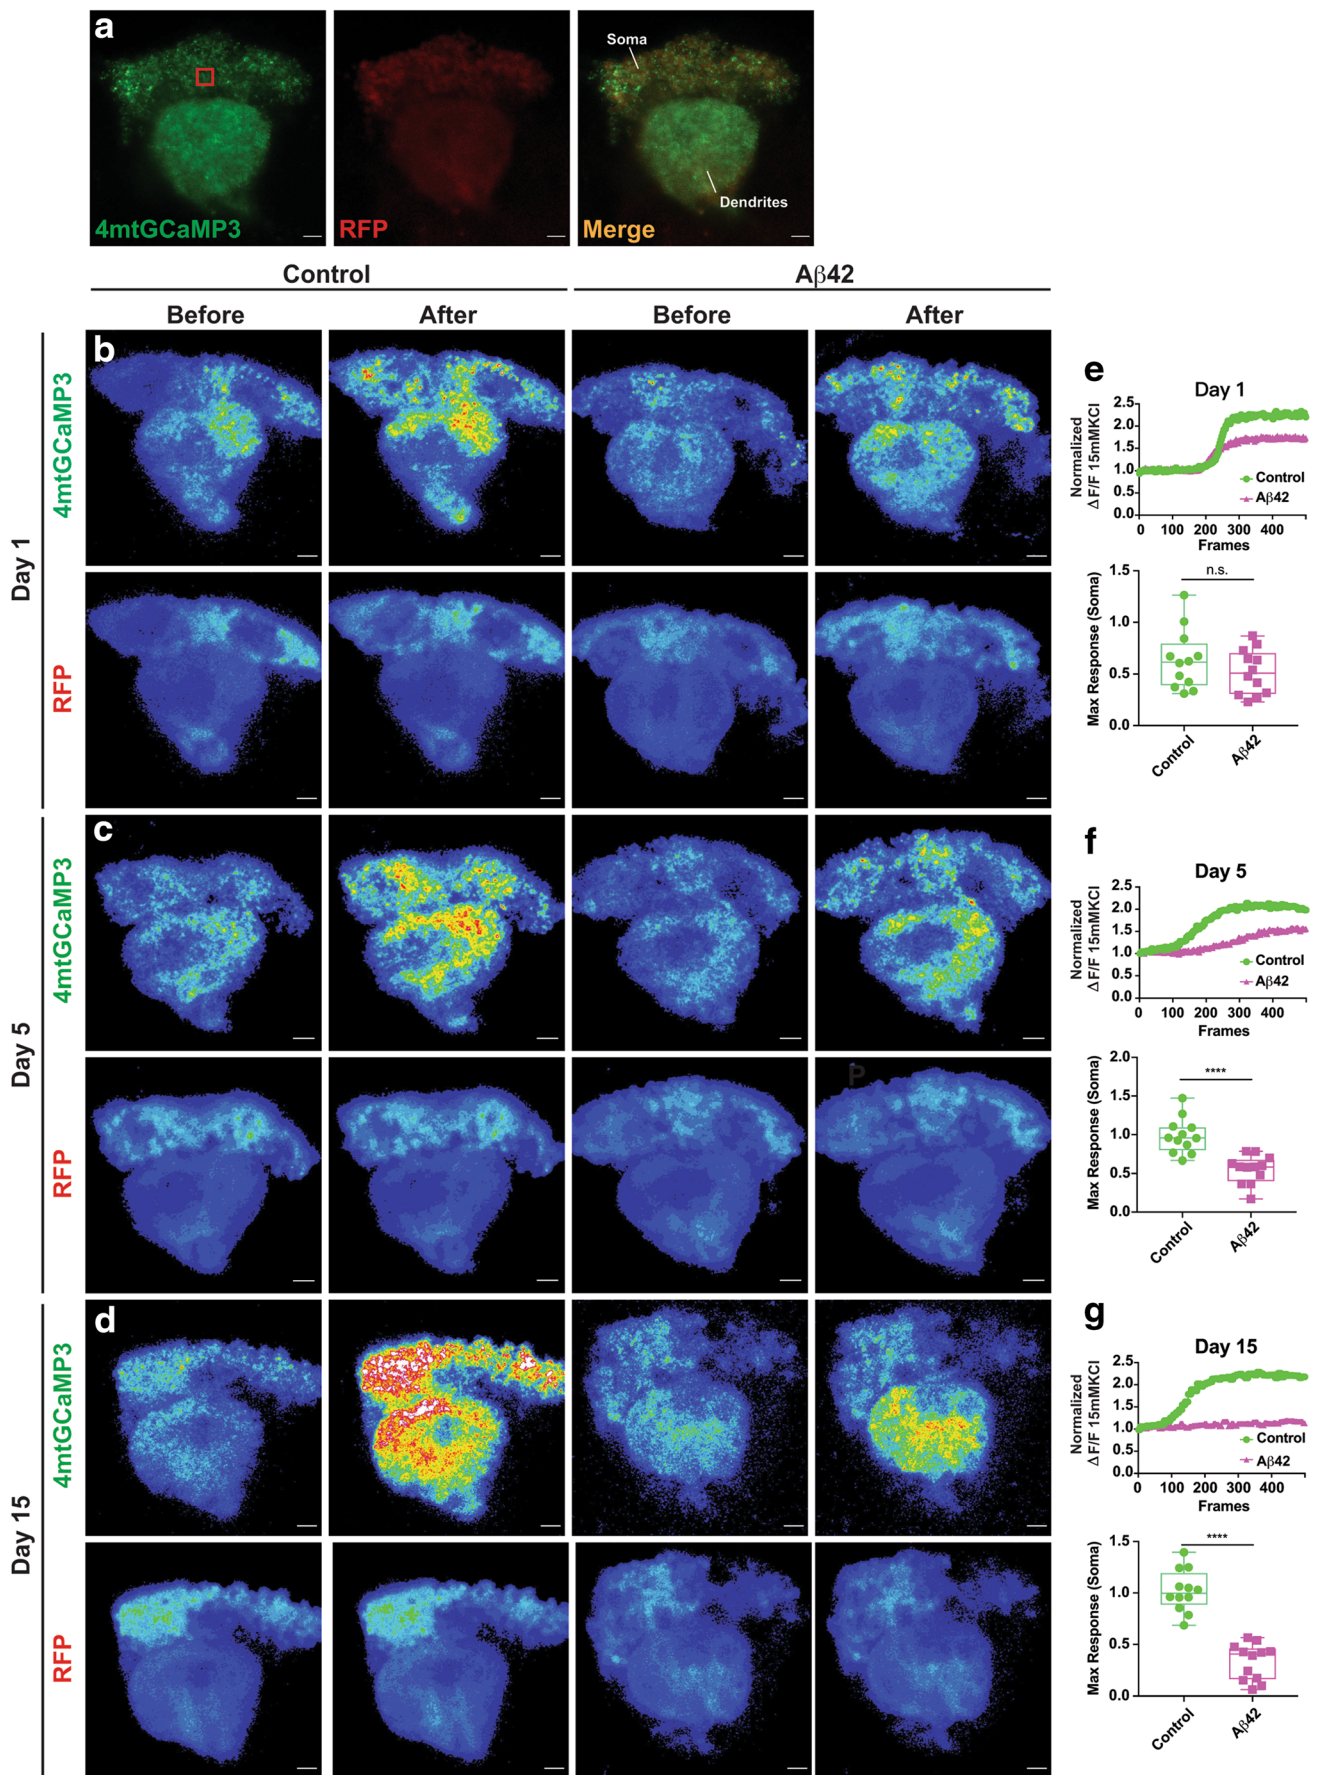 a
Soma
Dendrites
4mtGCaMP3
RFP
Merge
Control
Aβ42
Before
After
Before
After
Day 1
4mtGCaMP3
b
RFP
e
Day 1
Normalized
Δ F/F 15mMKCl
2.5
2.0
1.5
1.0
0.5
0.0
Control
Aβ42
0 100 200 300 400
Frames
Max Response (Soma)
1.5
1.0
0.5
0.0
n.s.
Control
Aβ42
Day 5
4mtGCaMP3
c
RFP
P
f
Day 5
Normalized
Δ F/F 15mMKCl
2.5
2.0
1.5
1.0
0.5
0.0
Control
Aβ42
0 100 200 300 400
Frames
Max Response (Soma)
2.0
1.5
1.0
0.5
0.0
****
Control
Aβ42
Day 15
4mtGCaMP3
d
RFP
g
Day 15
Normalized
Δ F/F 15mMKCl
2.5
2.0
1.5
1.0
0.5
0.0
Control
Aβ42
0 100 200 300 400
Frames
Max Response (Soma)
1.5
1.0
0.5
0.0
****
Control
Aβ42